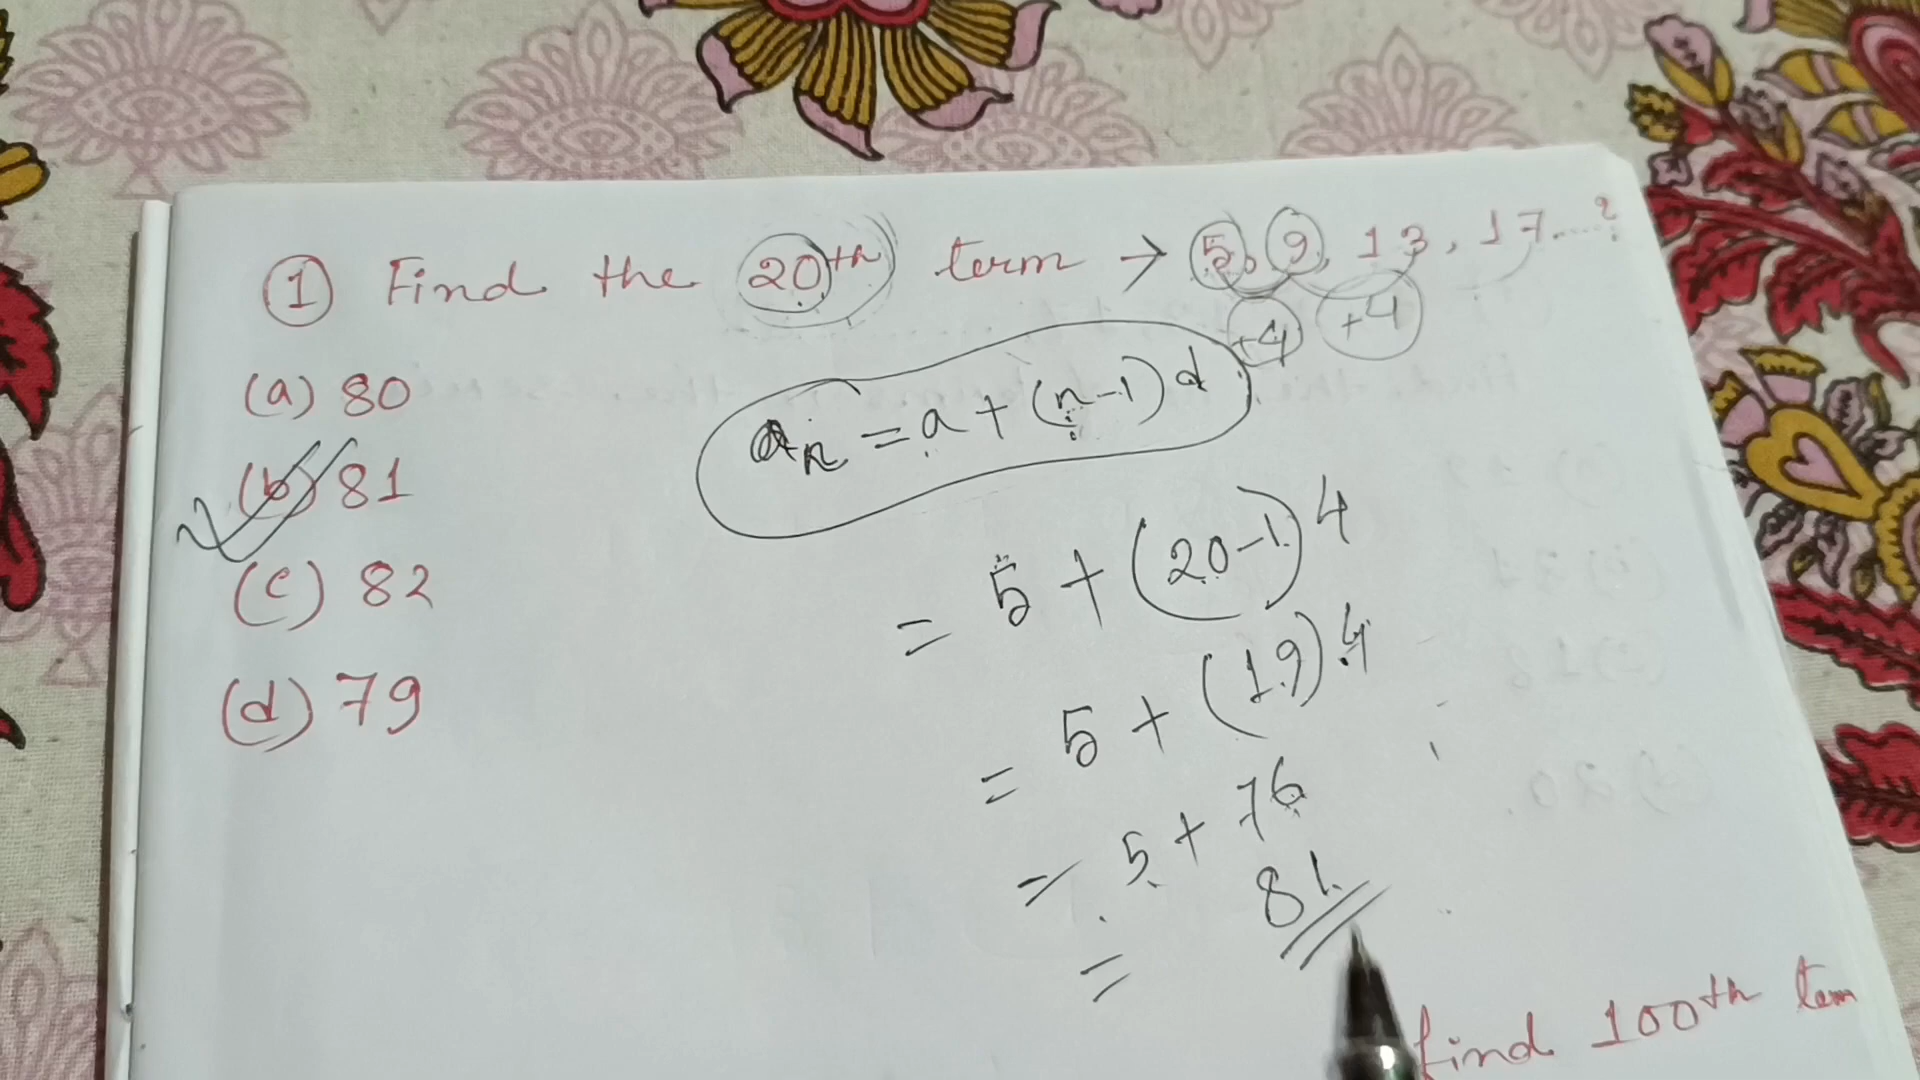 ① Find the 20th term → 5, 9, 13, 17....?
+4 +4
(a) 80
(b) 81
(c) 82
(d) 79
an = a + (n-1) d
= 5 + (20-1) 4
= 5 + (19) 4
= 5 + 76
= 81
find 100th term